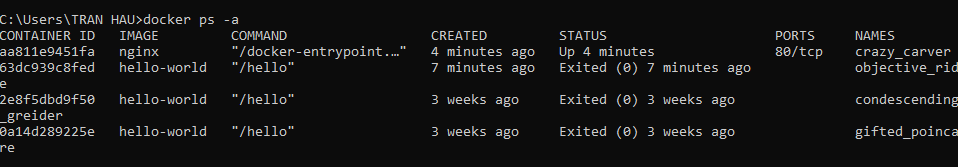 C:\Users\TRAN HAU>docker ps -a
CONTAINER ID   IMAGE         COMMAND                  CREATED         STATUS                     PORTS     NAMES
aa811e9451fa   nginx         "/docker-entrypoint.…"   4 minutes ago   Up 4 minutes               80/tcp    crazy_carver
63dc939c8fed   hello-world   "/hello"                 7 minutes ago   Exited (0) 7 minutes ago             objective_rid
e
2e8f5dbd9f50   hello-world   "/hello"                 3 weeks ago     Exited (0) 3 weeks ago               condescending
_greider
0a14d289225e   hello-world   "/hello"                 3 weeks ago     Exited (0) 3 weeks ago               gifted_poinca
re